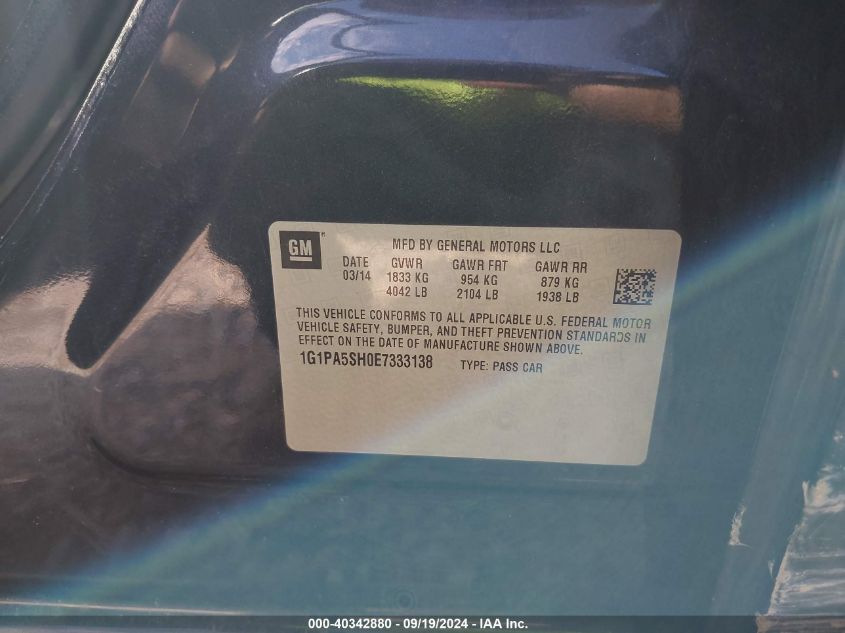 GM
MFD BY GENERAL MOTORS LLC
DATE GVWR GAWR FRT GAWR RR
03/14 1833 KG 954 KG 879 KG
4042 LB 2104 LB 1938 LB
THIS VEHICLE CONFORMS TO ALL APPLICABLE U.S. FEDERAL MOTOR
VEHICLE SAFETY, BUMPER, AND THEFT PREVENTION STANDARDS IN
EFFECT ON THE DATE OF MANUFACTURE SHOWN ABOVE.
1G1PA5SH0E7333138 TYPE: PASS CAR
000-40342880 - 09/19/2024 - IAA Inc.